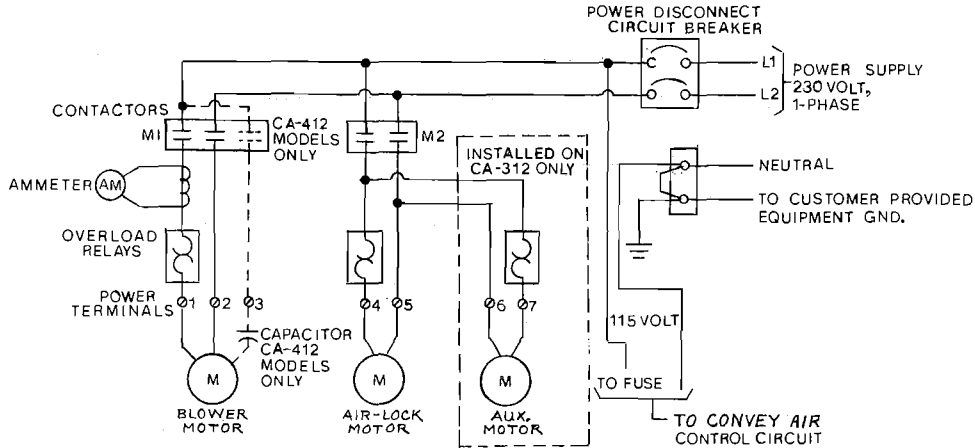 POWER DISCONNECT
CIRCUIT BREAKER
L1
L2
POWER SUPPLY
230 VOLT,
1-PHASE
CONTACTORS
M1
CA-412
MODELS
ONLY
M2
INSTALLED ON
CA-312 ONLY
NEUTRAL
TO CUSTOMER PROVIDED
EQUIPMENT GND.
AMMETER
AM
OVERLOAD
RELAYS
POWER
TERMINALS
1
2
3
4
5
6
7
CAPACITOR
CA-412
MODELS
ONLY
115 VOLT
M
M
M
BLOWER
MOTOR
AIR-LOCK
MOTOR
AUX.
MOTOR
TO FUSE
TO CONVEY AIR
CONTROL CIRCUIT